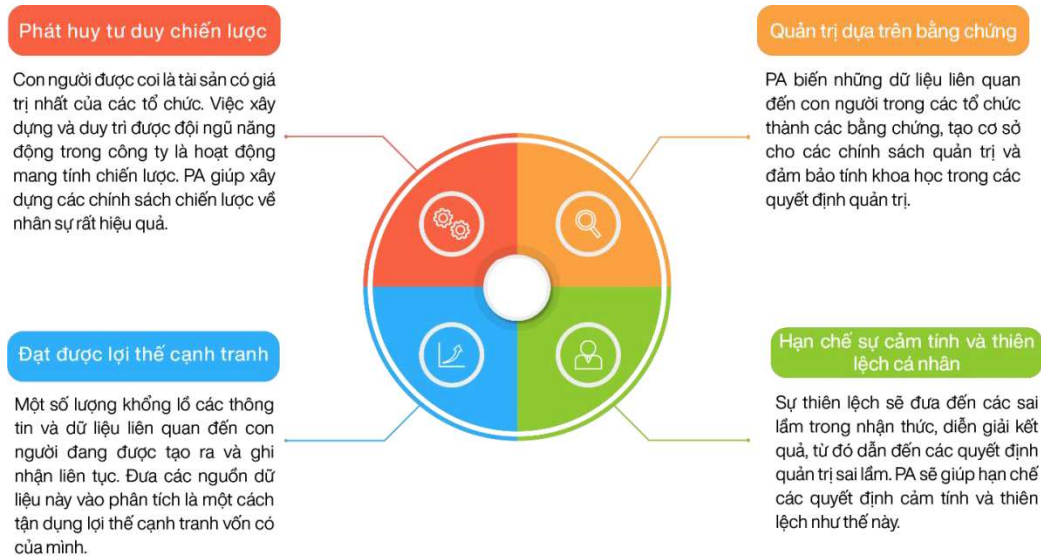 Phát huy tư duy chiến lược
Con người được coi là tài sản có giá
trị nhất của các tổ chức. Việc xây
dựng và duy trì được đội ngũ năng
động trong công ty là hoạt động
mang tính chiến lược. PA giúp xây
dựng các chính sách chiến lược về
nhân sự rất hiệu quả.
Quản trị dựa trên bằng chứng
PA biến những dữ liệu liên quan
đến con người trong các tổ chức
thành các bằng chứng, tạo cơ sở
cho các chính sách quản trị và
đảm bảo tính khoa học trong các
quyết định quản trị.
Đạt được lợi thế cạnh tranh
Một số lượng khổng lồ các thông
tin và dữ liệu liên quan đến con
người đang được tạo ra và ghi
nhận liên tục. Đưa các nguồn dữ
liệu này vào phân tích là một cách
tận dụng lợi thế cạnh tranh vốn có
của mình.
Hạn chế sự cảm tính và thiên
lệch cá nhân
Sự thiên lệch sẽ đưa đến các sai
lầm trong nhận thức, diễn giải kết
quả, từ đó dẫn đến các quyết định
quản trị sai lầm. PA sẽ giúp hạn chế
các quyết định cảm tính và thiên
lệch như thế này.